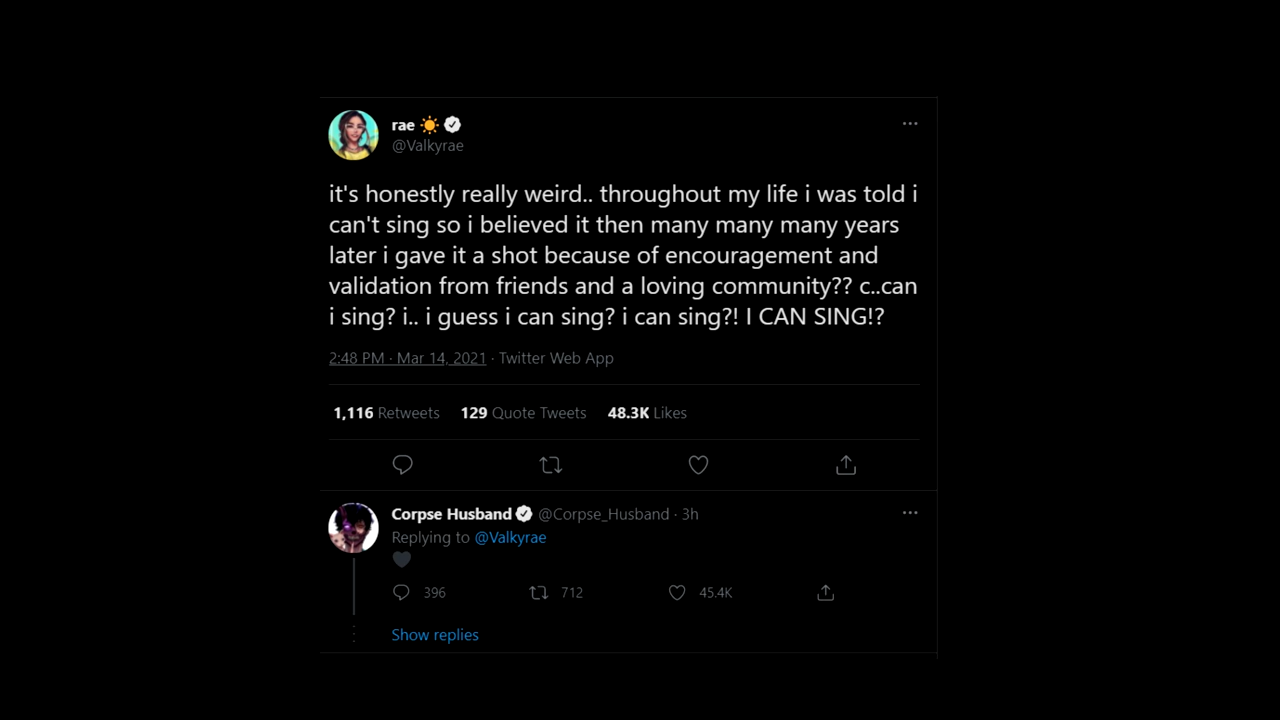 rae ☀️
@Valkyrae
it's honestly really weird.. throughout my life i was told i
can't sing so i believed it then many many many years
later i gave it a shot because of encouragement and
validation from friends and a loving community?? c..can
i sing? i.. i guess i can sing? i can sing?! I CAN SING!?
2:48 PM · Mar 14, 2021 · Twitter Web App
1,116 Retweets 129 Quote Tweets 48.3K Likes
Corpse Husband @Corpse_Husband · 3h
Replying to @Valkyrae
🖤
396 712 45.4K
Show replies